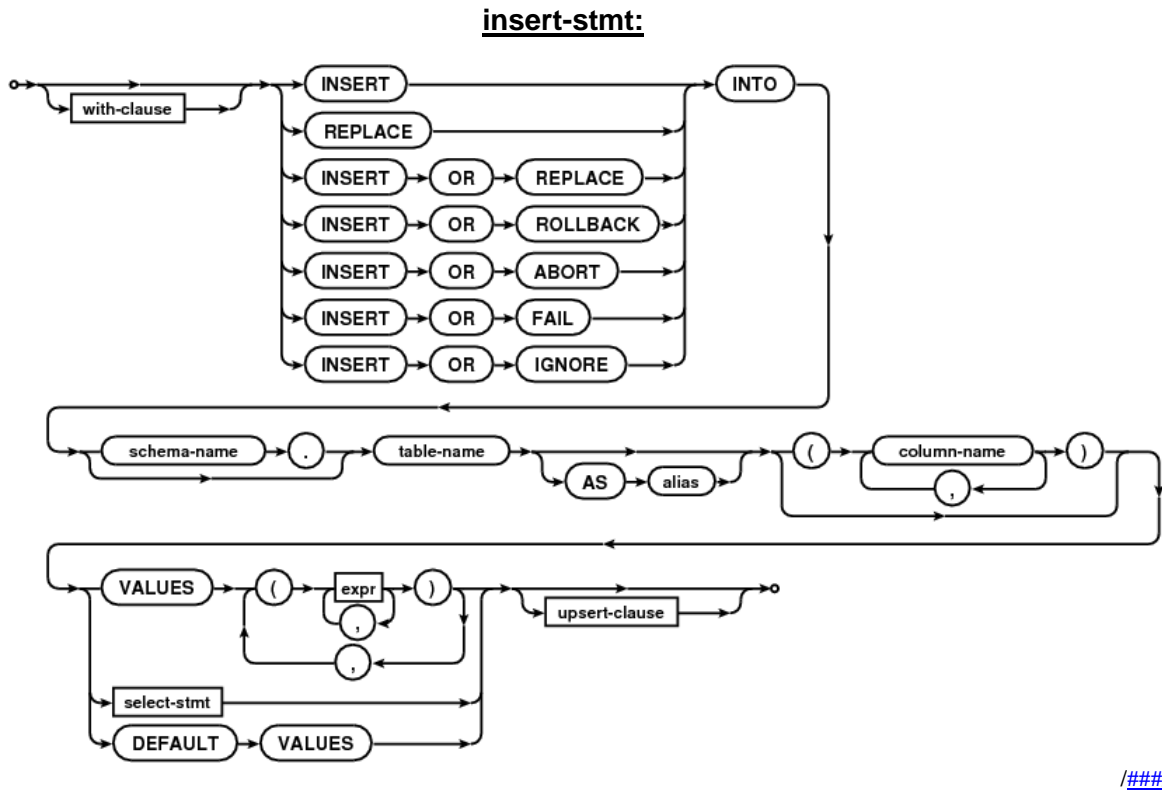 insert-stmt:
INSERT INTO
with-clause
REPLACE
INSERT OR REPLACE
INSERT OR ROLLBACK
INSERT OR ABORT
INSERT OR FAIL
INSERT OR IGNORE
schema-name . table-name ( column-name )
AS alias ,
VALUES ( expr )
, upsert-clause
,
select-stmt
DEFAULT VALUES
/###